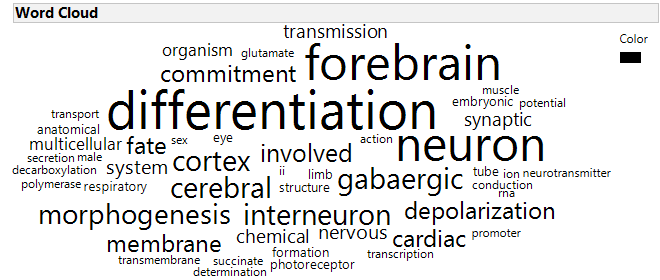 Word Cloud
Color
transmission
organism glutamate forebrain
commitment
muscle
differentiation embryonic potential
transport synaptic
anatomical
multicellular fate sex eye action neuron
secretion male cortex involved
decarboxylation system ii limb gabaergic tube ion neurotransmitter
polymerase respiratory cerebral structure conduction
rna
morphogenesis interneuron depolarization
membrane chemical nervous cardiac promoter
transmembrane succinate formation transcription
determination photoreceptor